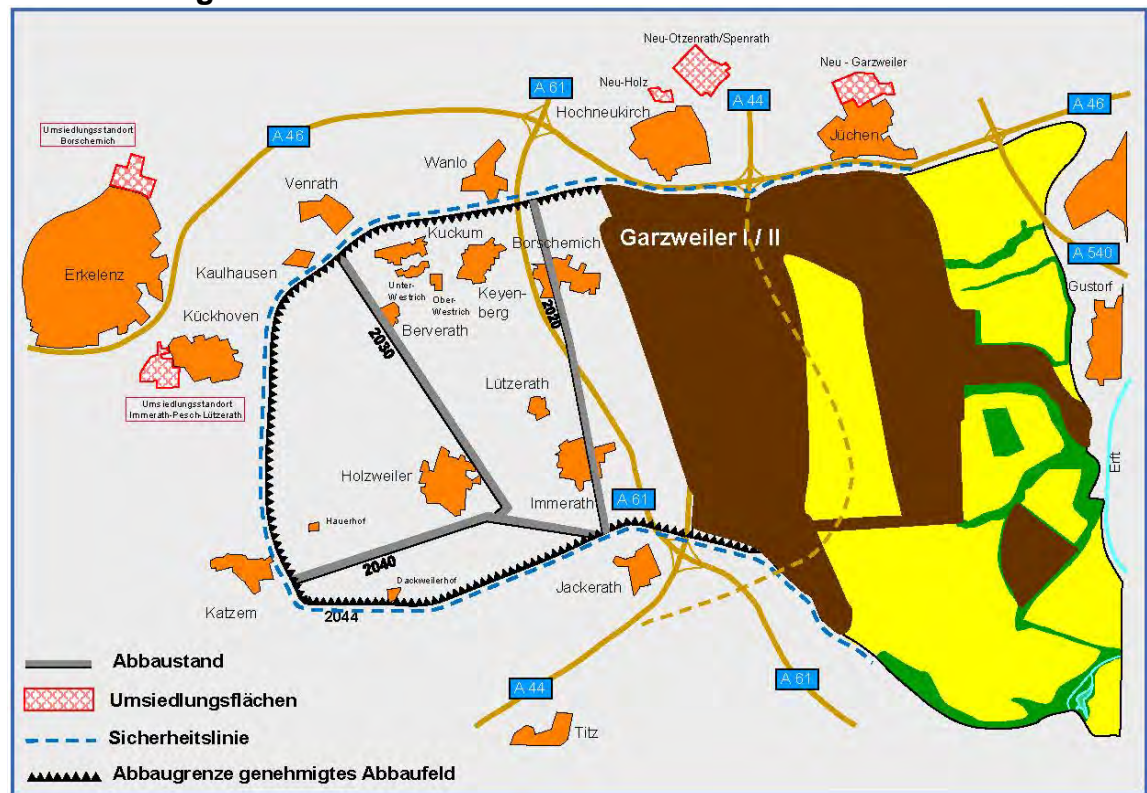 Neu-Otzenrath/Spenrath
Neu-Holz
Neu - Garzweiler
A 61
A 44
A 46
Hochneukirch
Jüchen
Umsiedlungsstandort
Borschemich
A 46
Wanlo
Venrath
Kuckum
Borschemich
Garzweiler I / II
A 540
Erkelenz
Kaulhausen
Unter-
Westrich
Ober-
Westrich
Keyen-
berg
Gustorf
Kückhoven
Berverath
2020
2030
Umsiedlungsstandort
Immerath-Pesch-Lützerath
Lützerath
Holzweiler
Immerath
A 61
Erft
Hauerhof
2040
Dackweilerhof
Jackerath
Katzem
2044
Abbaustand
A 44
A 61
Umsiedlungsflächen
Titz
Sicherheitslinie
Abbaugrenze genehmigtes Abbaufeld